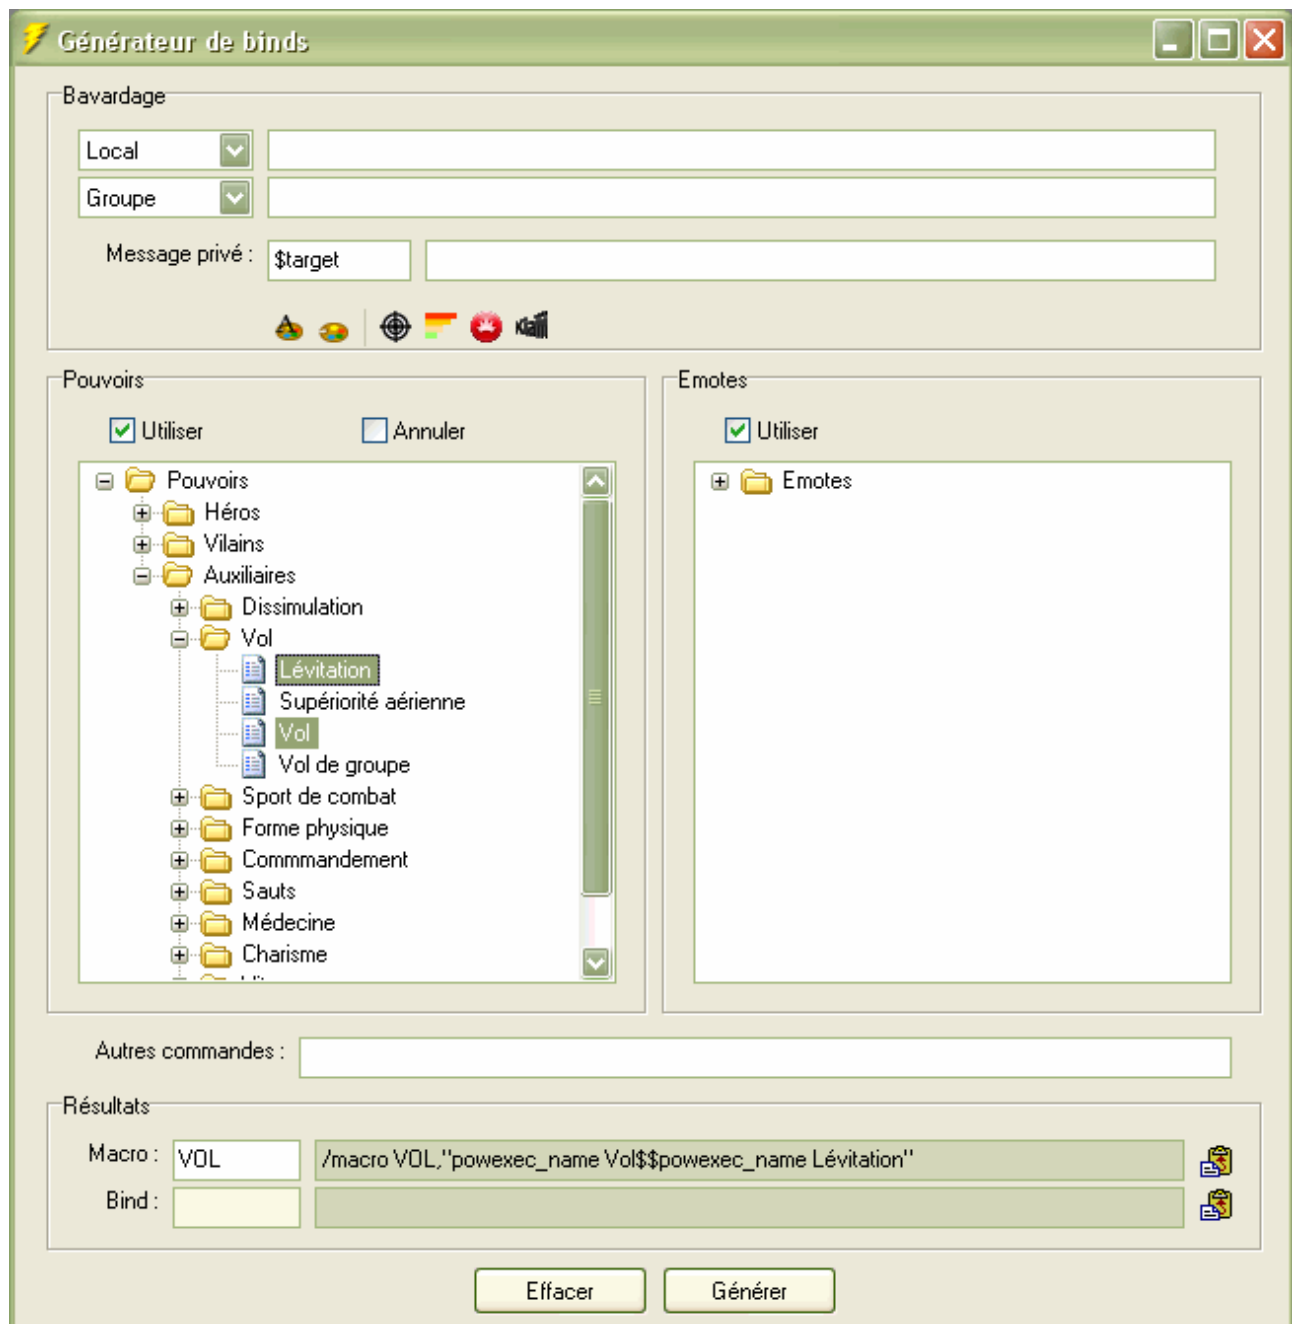 Générateur de binds
Bavardage
Local
Groupe
Message privé :
$target
Klaiii
Pouvoirs
Utiliser
Annuler
Pouvoirs
Héros
Vilains
Auxiliaires
Dissimulation
Vol
Lévitation
Supériorité aérienne
Vol
Vol de groupe
Sport de combat
Forme physique
Commmandement
Sauts
Médecine
Charisme
Emotes
Utiliser
Emotes
Autres commandes :
Résultats
Macro :
VOL
/macro VOL,"powexec_name Vol$$powexec_name Lévitation"
Bind :
Effacer
Générer